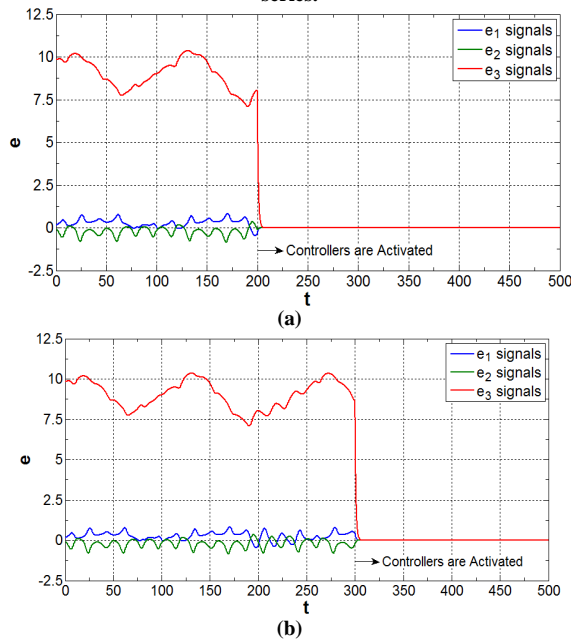 series.
12.5
10
7.5
5
2.5
0
-2.5
e
e1 signals
e2 signals
e3 signals
Controllers are Activated
0 50 100 150 200 250 300 350 400 450 500
t
(a)
12.5
10
7.5
5
2.5
0
-2.5
e
e1 signals
e2 signals
e3 signals
Controllers are Activated
0 50 100 150 200 250 300 350 400 450 500
t
(b)